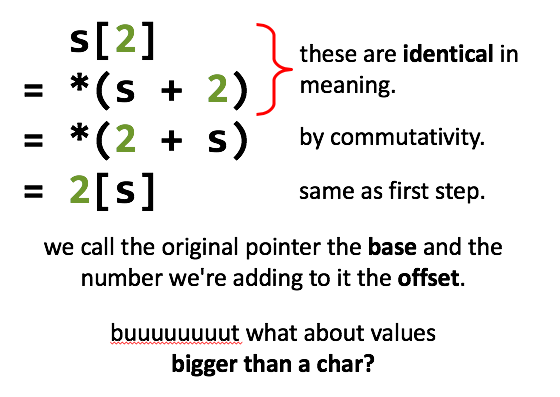 s[2]
= *(s + 2)
these are identical in
meaning.
= *(2 + s)
by commutativity.
= 2[s]
same as first step.
we call the original pointer the base and the
number we're adding to it the offset.
buuuuuuuut what about values
bigger than a char?